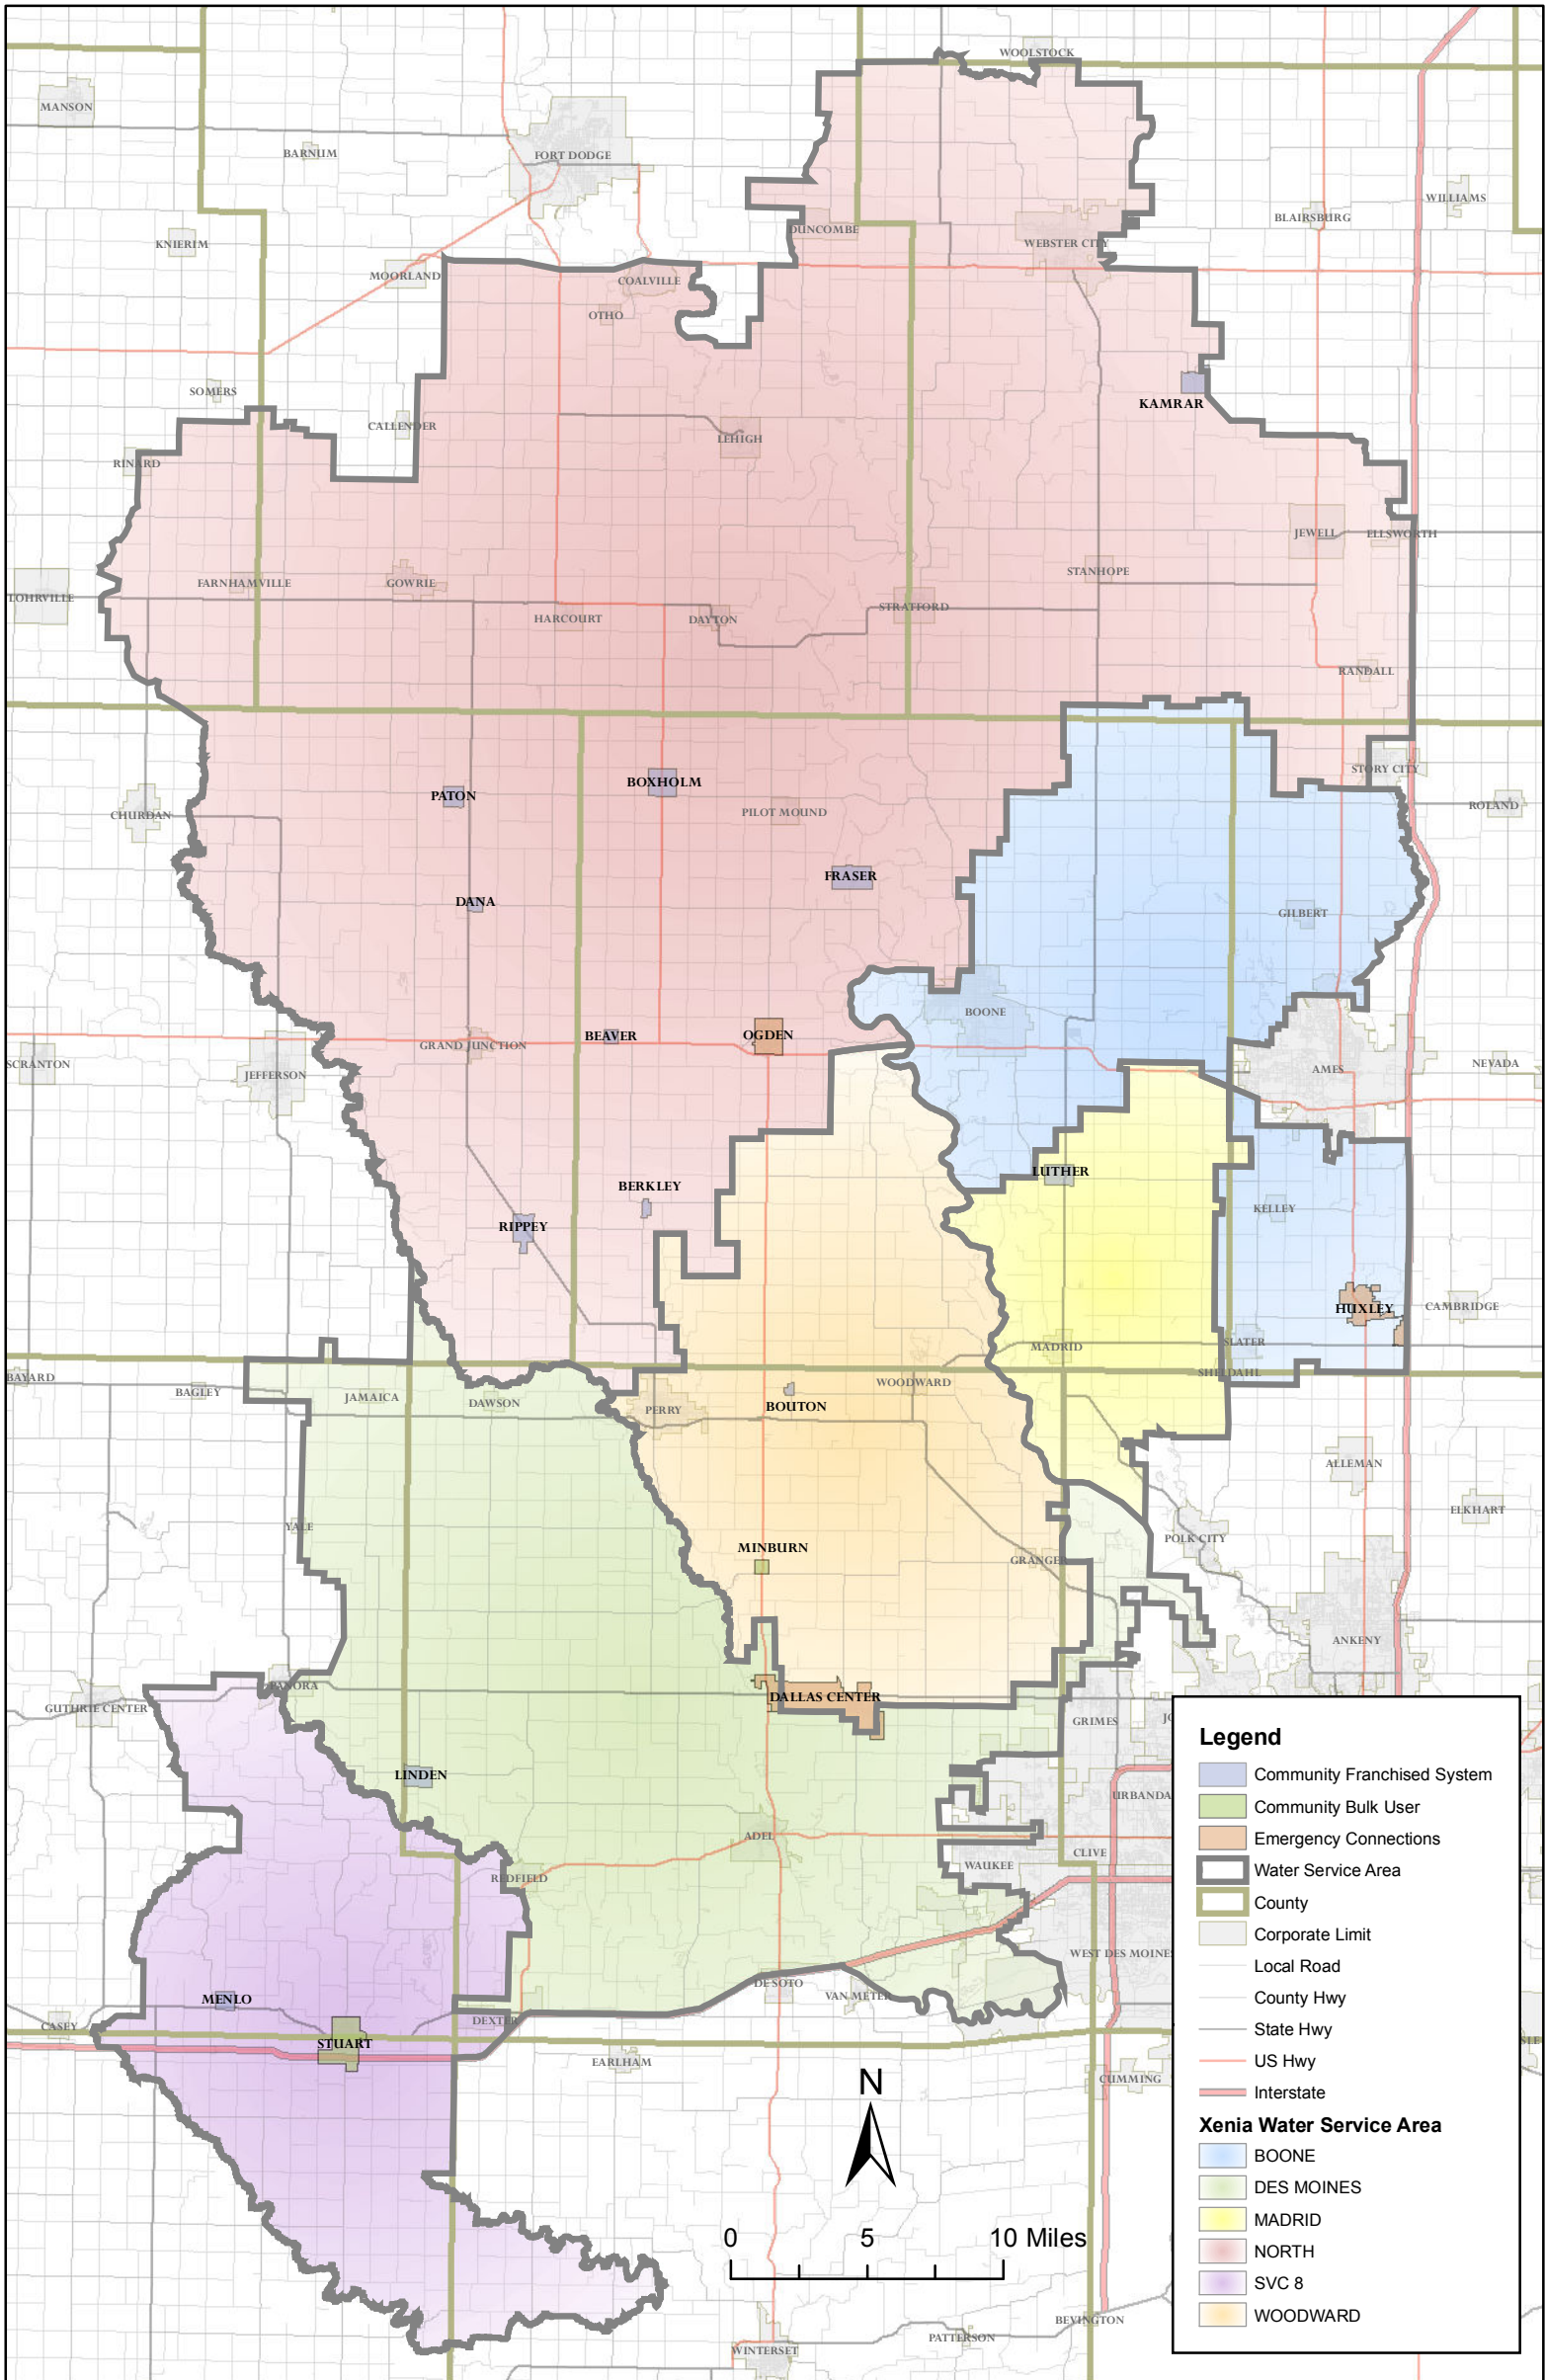 WOOLSTOCK
MANSON
BARNUM
FORT DODGE
WILLIAMS
BLAIRSBURG
KNIERIM
DUNCOMBE
WEBSTER CITY
MOORLAND
COALVILLE
OTHO
SOMERS
KAMRAR
CALLENDER
LEHIGH
RINARD
JEWELL
ELLSWORTH
STANHOPE
FARNHAMVILLE
GOWRIE
LOHRVILLE
STRATFORD
HARCOURT
DAYTON
RANDALL
STORY CITY
BOXHOLM
PATON
ROLAND
PILOT MOUND
CHURDAN
FRASER
DANA
GILBERT
BOONE
BEAVER
OGDEN
GRAND JUNCTION
SCRANTON
JEFFERSON
AMES
NEVADA
LUTHER
BERKLEY
KELLEY
RIPPEY
HUXLEY
CAMBRIDGE
SLATER
MADRID
SHELDAHL
BAYARD
BAGLEY
WOODWARD
JAMAICA
DAWSON
PERRY
BOUTON
ALLEMAN
ELKHART
YALE
POLK CITY
MINBURN
GRANGER
ANKENY
PANORA
DALLAS CENTER
GUTHRIE CENTER
GRIMES
JO
LINDEN
URBANDA
ADEL
CLIVE
WAUKEE
REDFIELD
WEST DES MOINES
DE SOTO
VAN METER
MENLO
DEXTER
CASEY
STUART
EARLHAM
CUMMING
N
0 5 10 Miles
BEVINGTON
PATTERSON
WINTERSET
Legend
Community Franchised System
Community Bulk User
Emergency Connections
Water Service Area
County
Corporate Limit
Local Road
County Hwy
State Hwy
US Hwy
Interstate
Xenia Water Service Area
BOONE
DES MOINES
MADRID
NORTH
SVC 8
WOODWARD